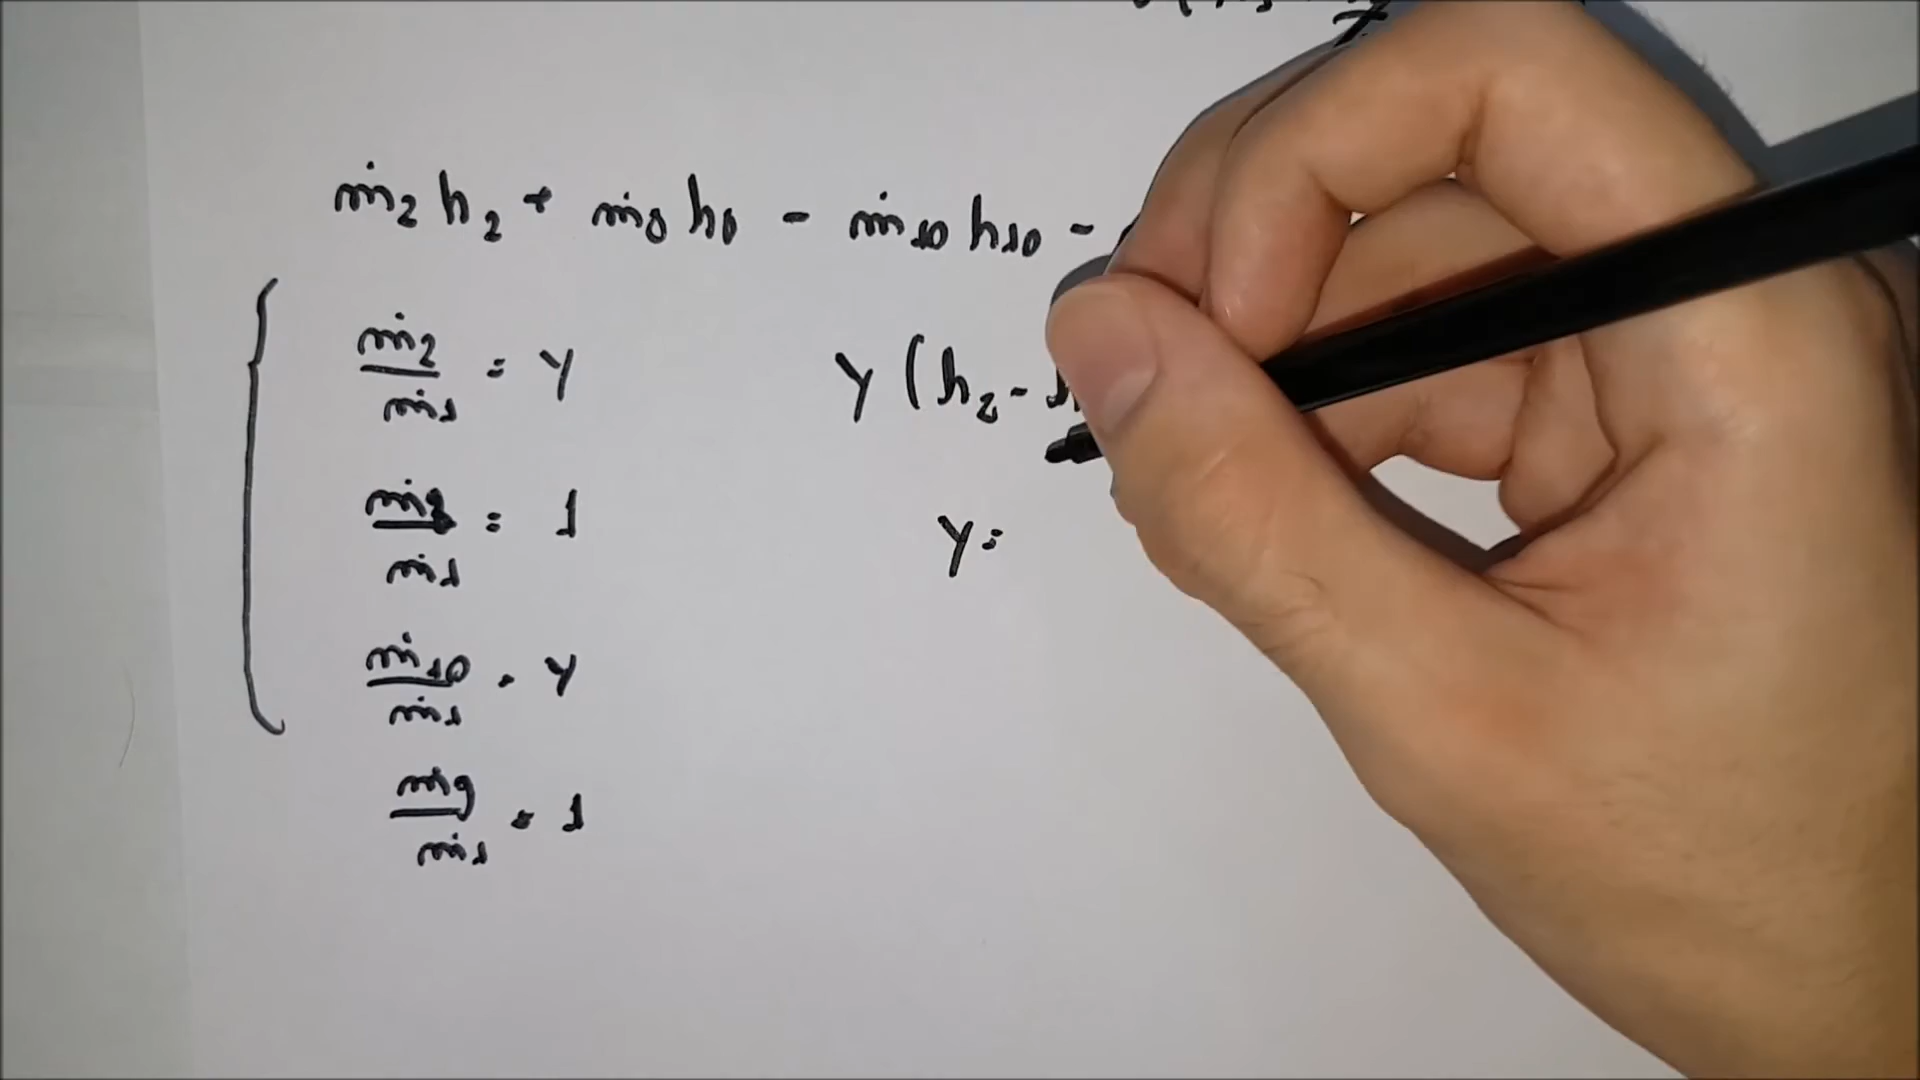 ṁ₂ h₂ + ṁ₈ h₈ - ṁ₁₀ h₁₀ -
ṁ₂ / ṁ₁ = y
y (h₂ -
ṁ₈ / ṁ₁ = 1
y =
ṁ₁₀ / ṁ₁ = y
ṁ₉ / ṁ₁ = 1